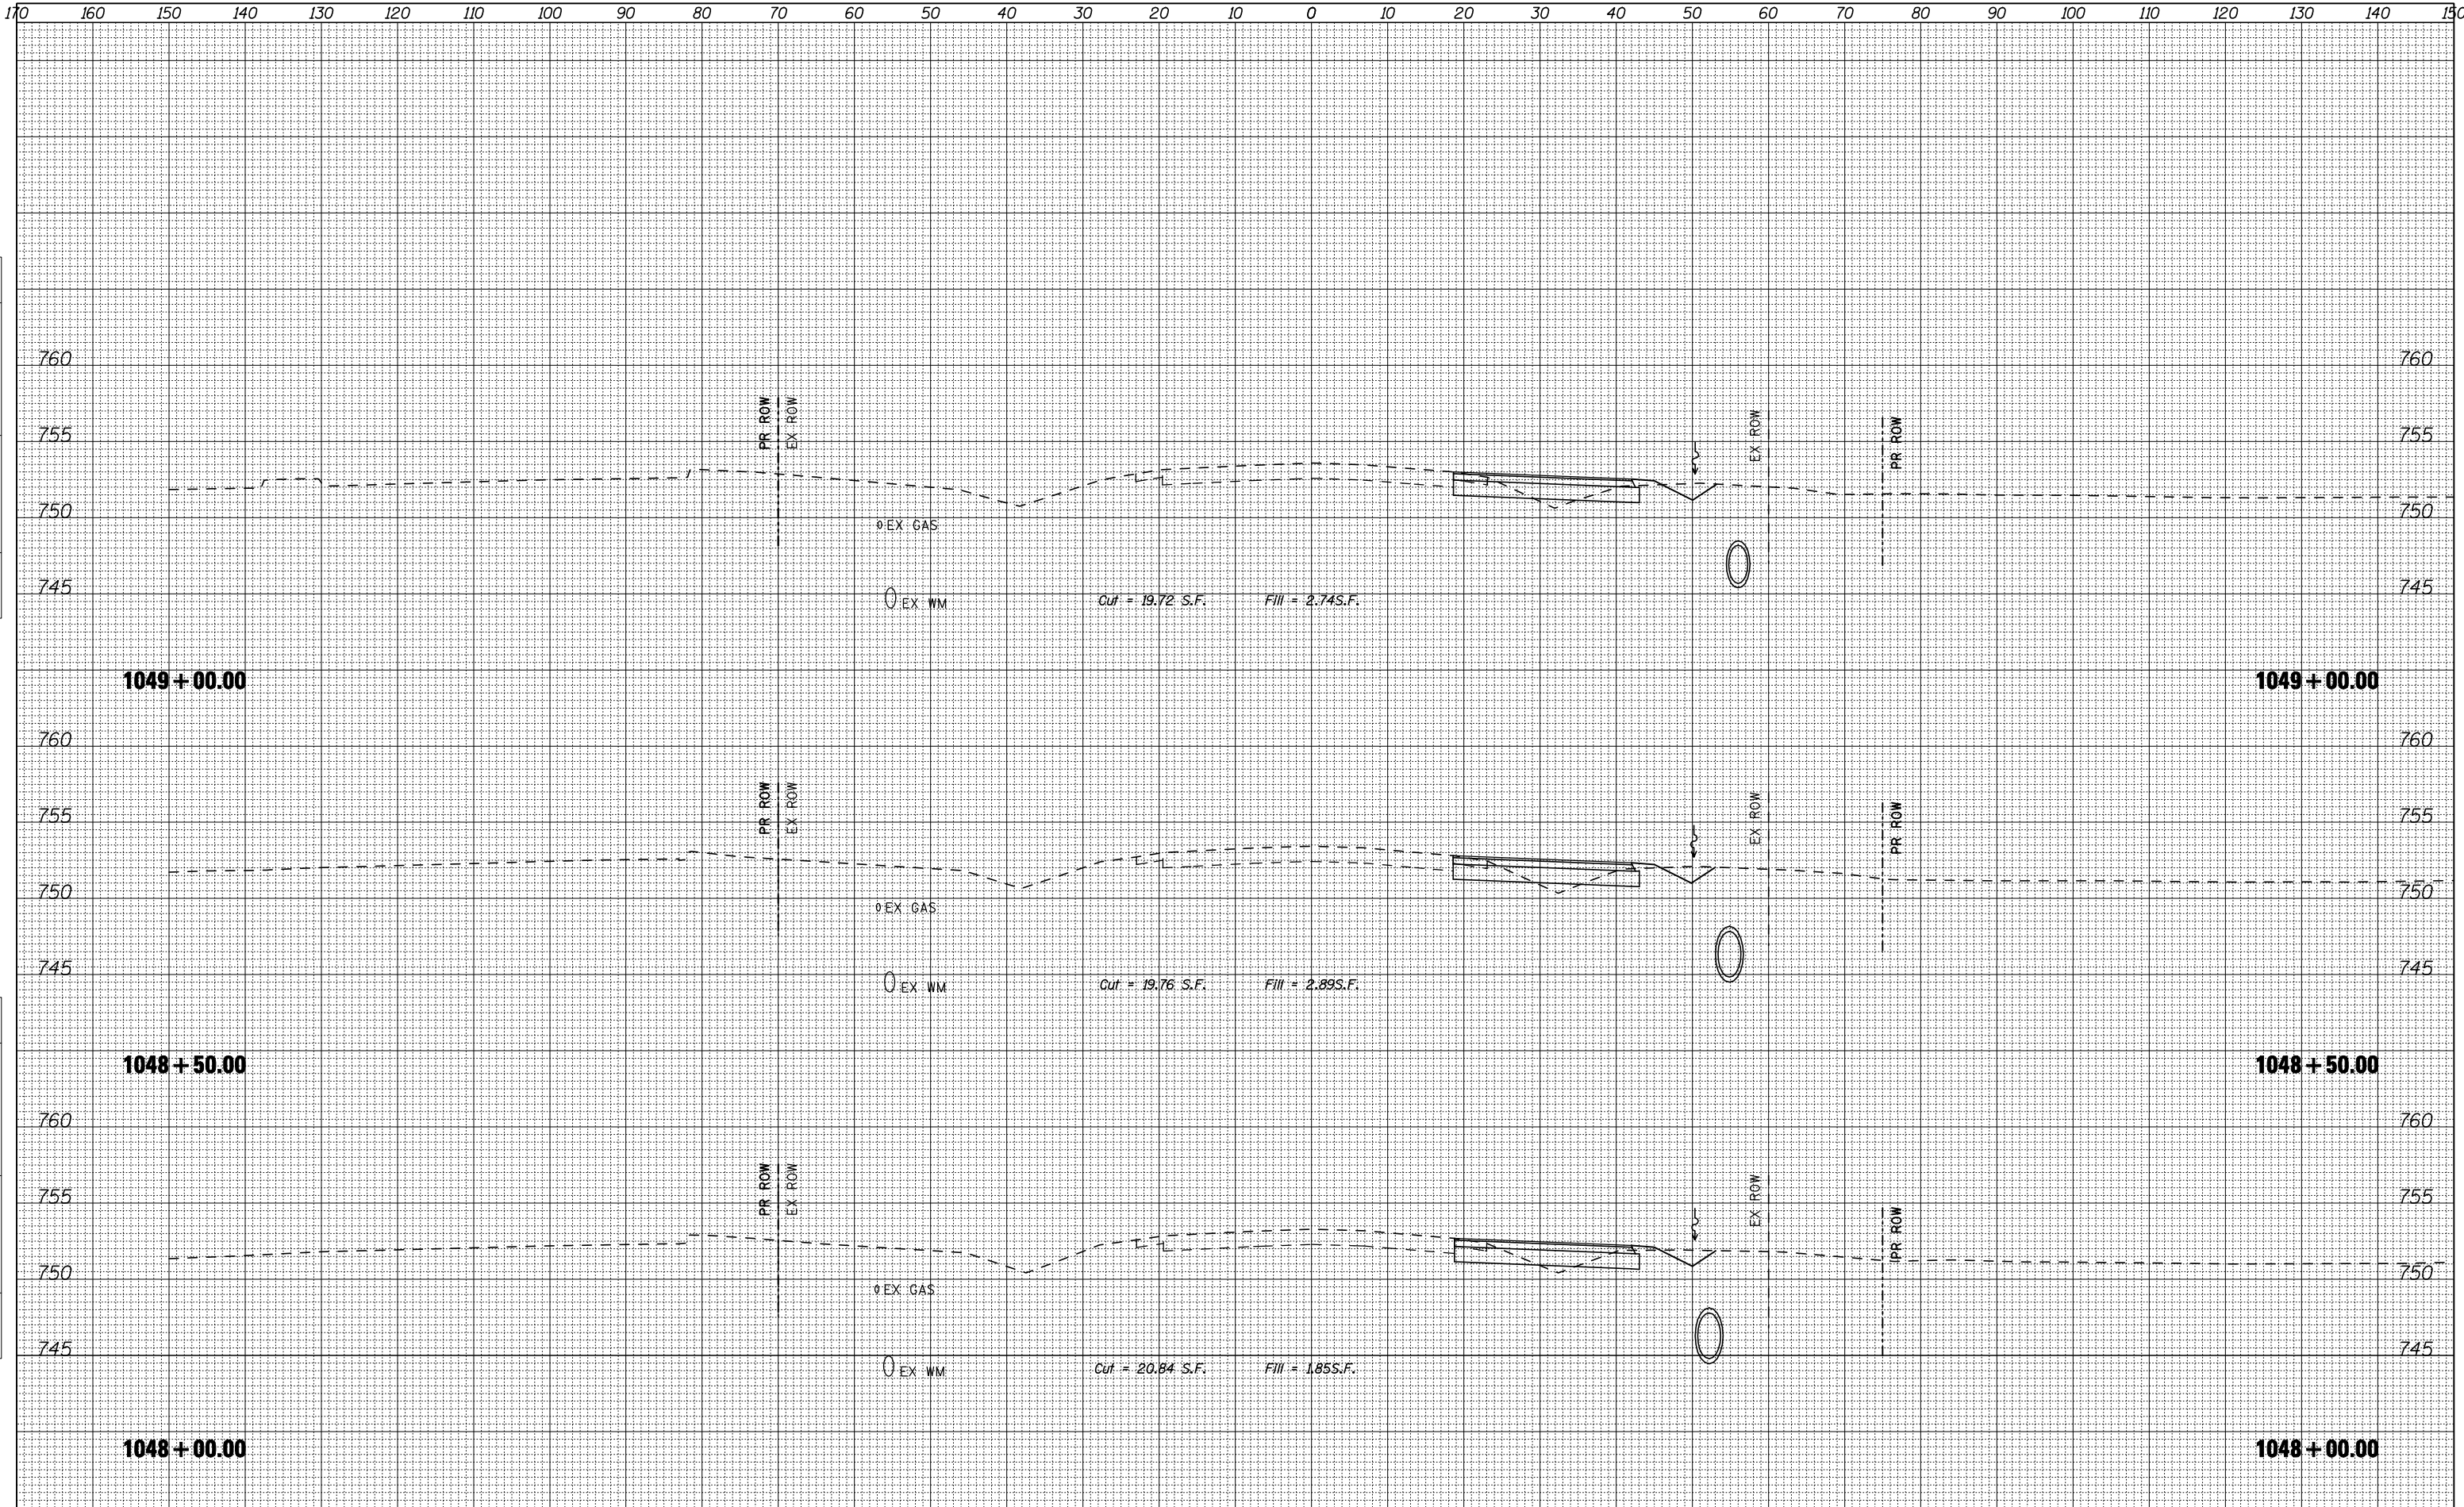 170 160 150 140 130 120 110 100 90 80 70 60 50 40 30 20 10 0 10 20 30 40 50 60 70 80 90 100 110 120 130 140 150
760 760
PR ROW EX ROW EX ROW PR ROW
755 755
750 750
EX GAS
745 745
EX WM Cut = 19.72 S.F. Fill = 2.74S.F.
1049+00.00 1049+00.00
760 760
PR ROW EX ROW EX ROW PR ROW
755 755
750 750
EX GAS
745 745
EX WM Cut = 19.76 S.F. Fill = 2.89S.F.
1048+50.00 1048+50.00
760 760
PR ROW EX ROW EX ROW PR ROW
755 755
750 750
EX GAS
745 745
EX WM Cut = 20.84 S.F. Fill = 1.85S.F.
1048+00.00 1048+00.00